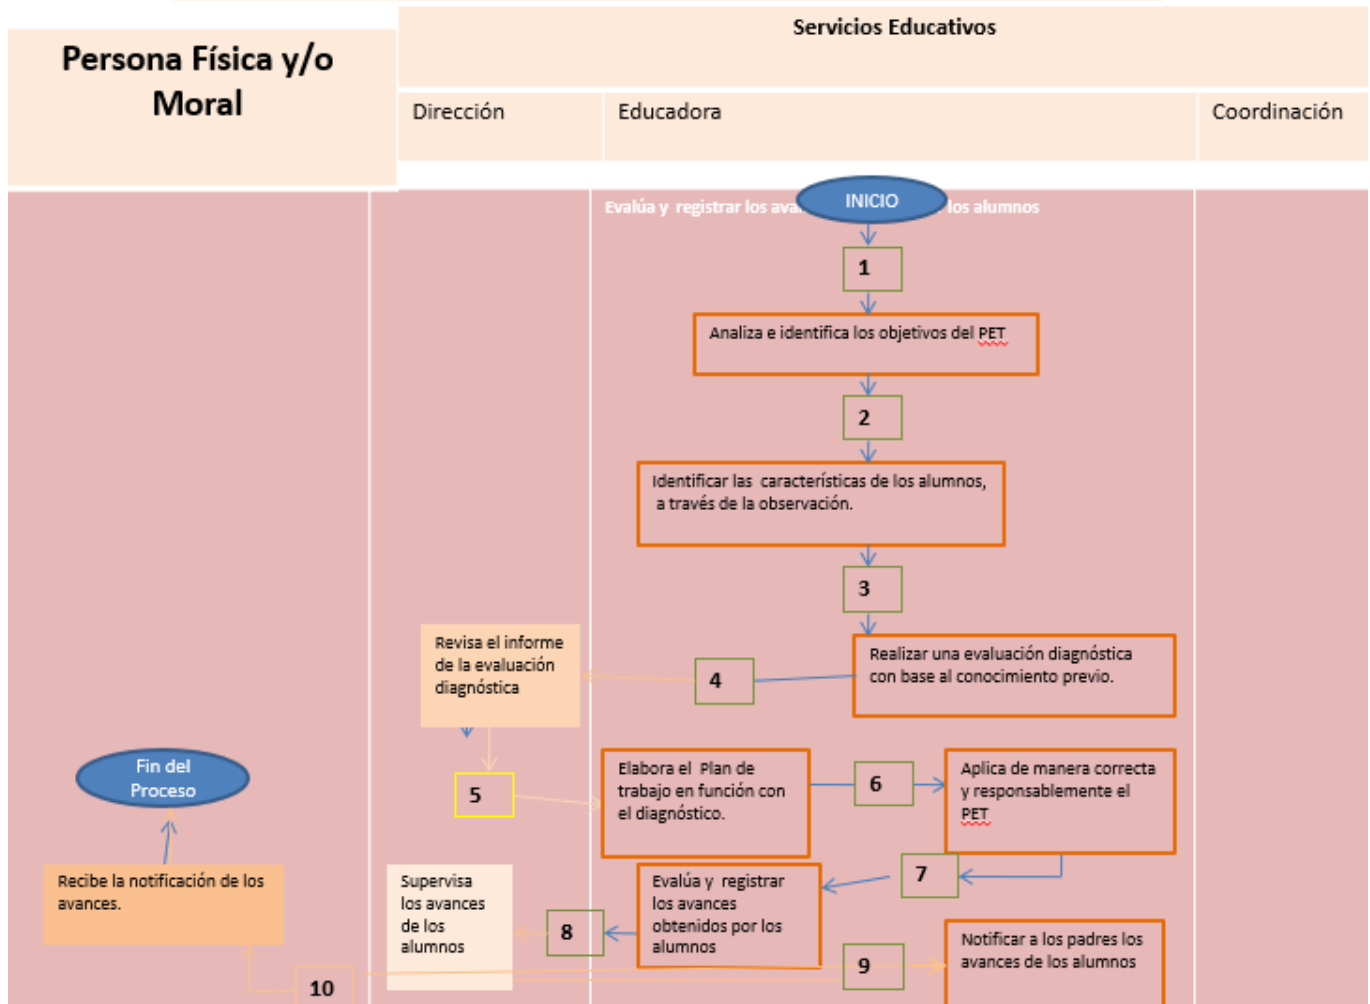 Persona Física y/o
Moral
Servicios Educativos
Dirección
Educadora
Coordinación
Evalúa y registrar los ava
los alumnos
INICIO
1
Analiza e identifica los objetivos del PET
2
Identificar las características de los alumnos,
a través de la observación.
3
Realizar una evaluación diagnóstica
con base al conocimiento previo.
4
Revisa el informe
de la evaluación
diagnóstica
5
Elabora el Plan de
trabajo en función con
el diagnóstico.
6
Aplica de manera correcta
y responsablemente el
PET
7
Evalúa y registrar
los avances
obtenidos por los
alumnos
8
Supervisa
los avances
de los
alumnos
9
Notificar a los padres los
avances de los alumnos
10
Recibe la notificación de los
avances.
Fin del
Proceso